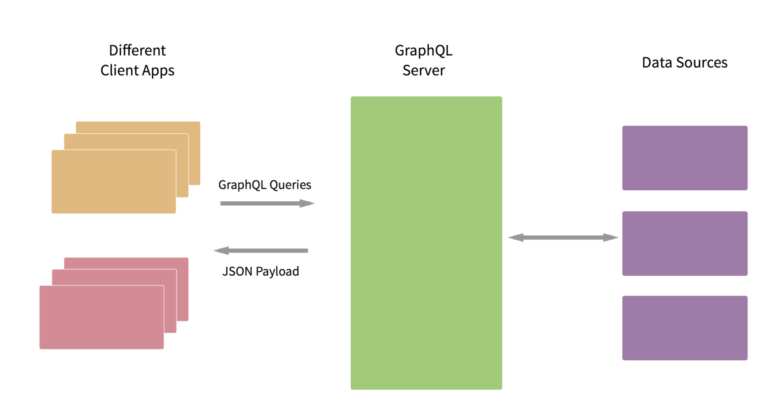 Different
Client Apps
GraphQL
Server
Data Sources
GraphQL Queries
JSON Payload